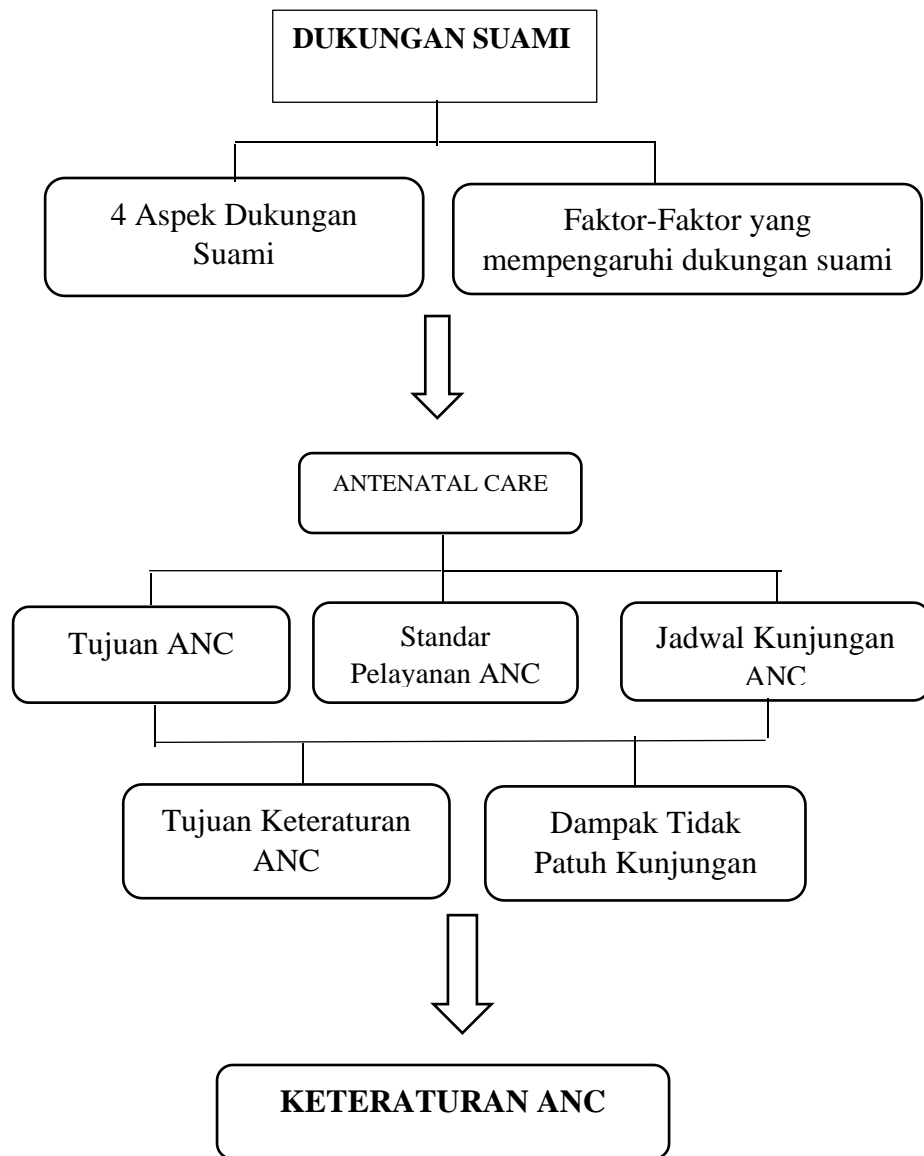 DUKUNGAN SUAMI
4 Aspek Dukungan
Suami
Faktor-Faktor yang
mempengaruhi dukungan suami
ANTENATAL CARE
Tujuan ANC
Standar
Pelayanan ANC
Jadwal Kunjungan
ANC
Tujuan Keteraturan
ANC
Dampak Tidak
Patuh Kunjungan
KETERATURAN ANC